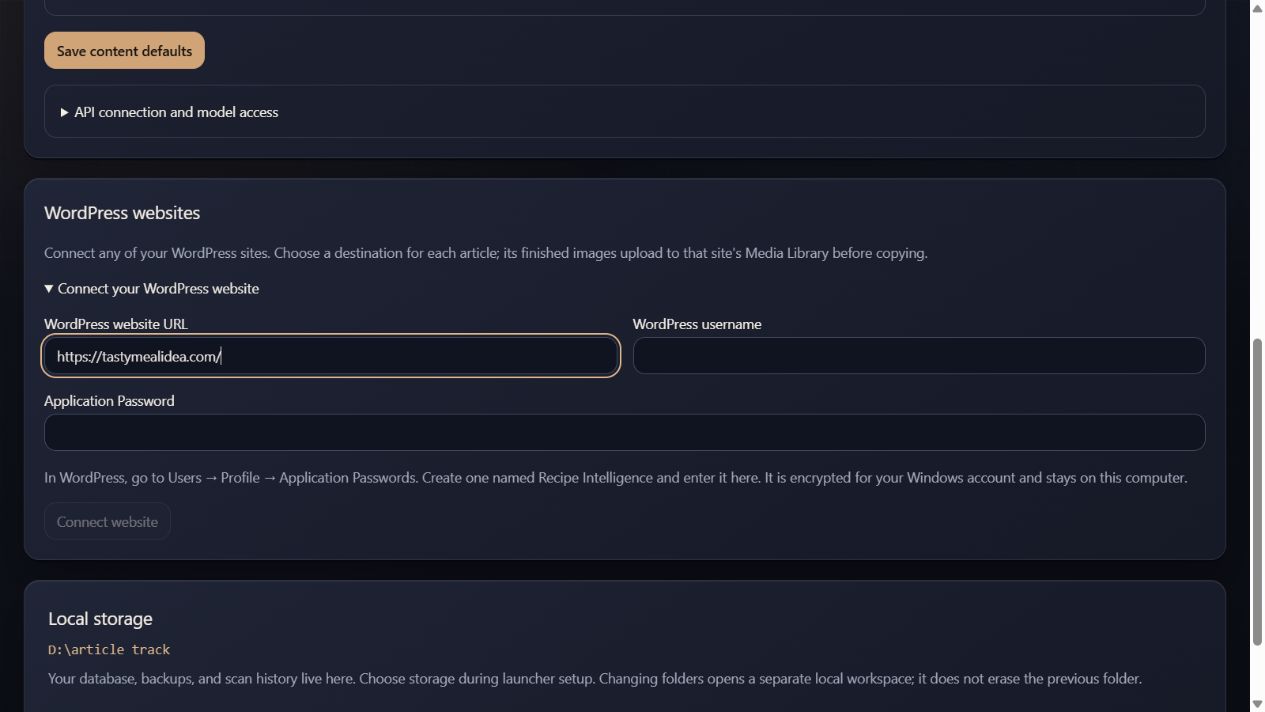 Save content defaults
▶ API connection and model access
WordPress websites
Connect any of your WordPress sites. Choose a destination for each article; its finished images upload to that site's Media Library before copying.
▼ Connect your WordPress website
WordPress website URL
WordPress username
https://tastymealidea.com/
Application Password
In WordPress, go to Users → Profile → Application Passwords. Create one named Recipe Intelligence and enter it here. It is encrypted for your Windows account and stays on this computer.
Connect website
Local storage
D:\article track
Your database, backups, and scan history live here. Choose storage during launcher setup. Changing folders opens a separate local workspace; it does not erase the previous folder.